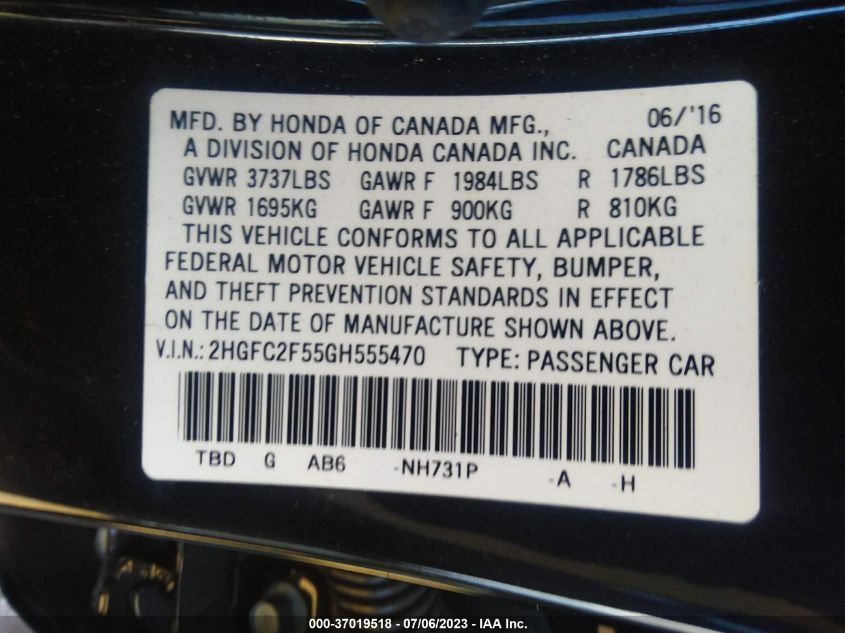 MFD. BY HONDA OF CANADA MFG., 06/'16
A DIVISION OF HONDA CANADA INC. CANADA
GVWR 3737LBS GAWR F 1984LBS R 1786LBS
GVWR 1695KG GAWR F 900KG R 810KG
THIS VEHICLE CONFORMS TO ALL APPLICABLE
FEDERAL MOTOR VEHICLE SAFETY, BUMPER,
AND THEFT PREVENTION STANDARDS IN EFFECT
ON THE DATE OF MANUFACTURE SHOWN ABOVE.
V.I.N.: 2HGFC2F55GH555470 TYPE: PASSENGER CAR
TBD G AB6 -NH731P -A -H
000-37019518 - 07/06/2023 - IAA Inc.